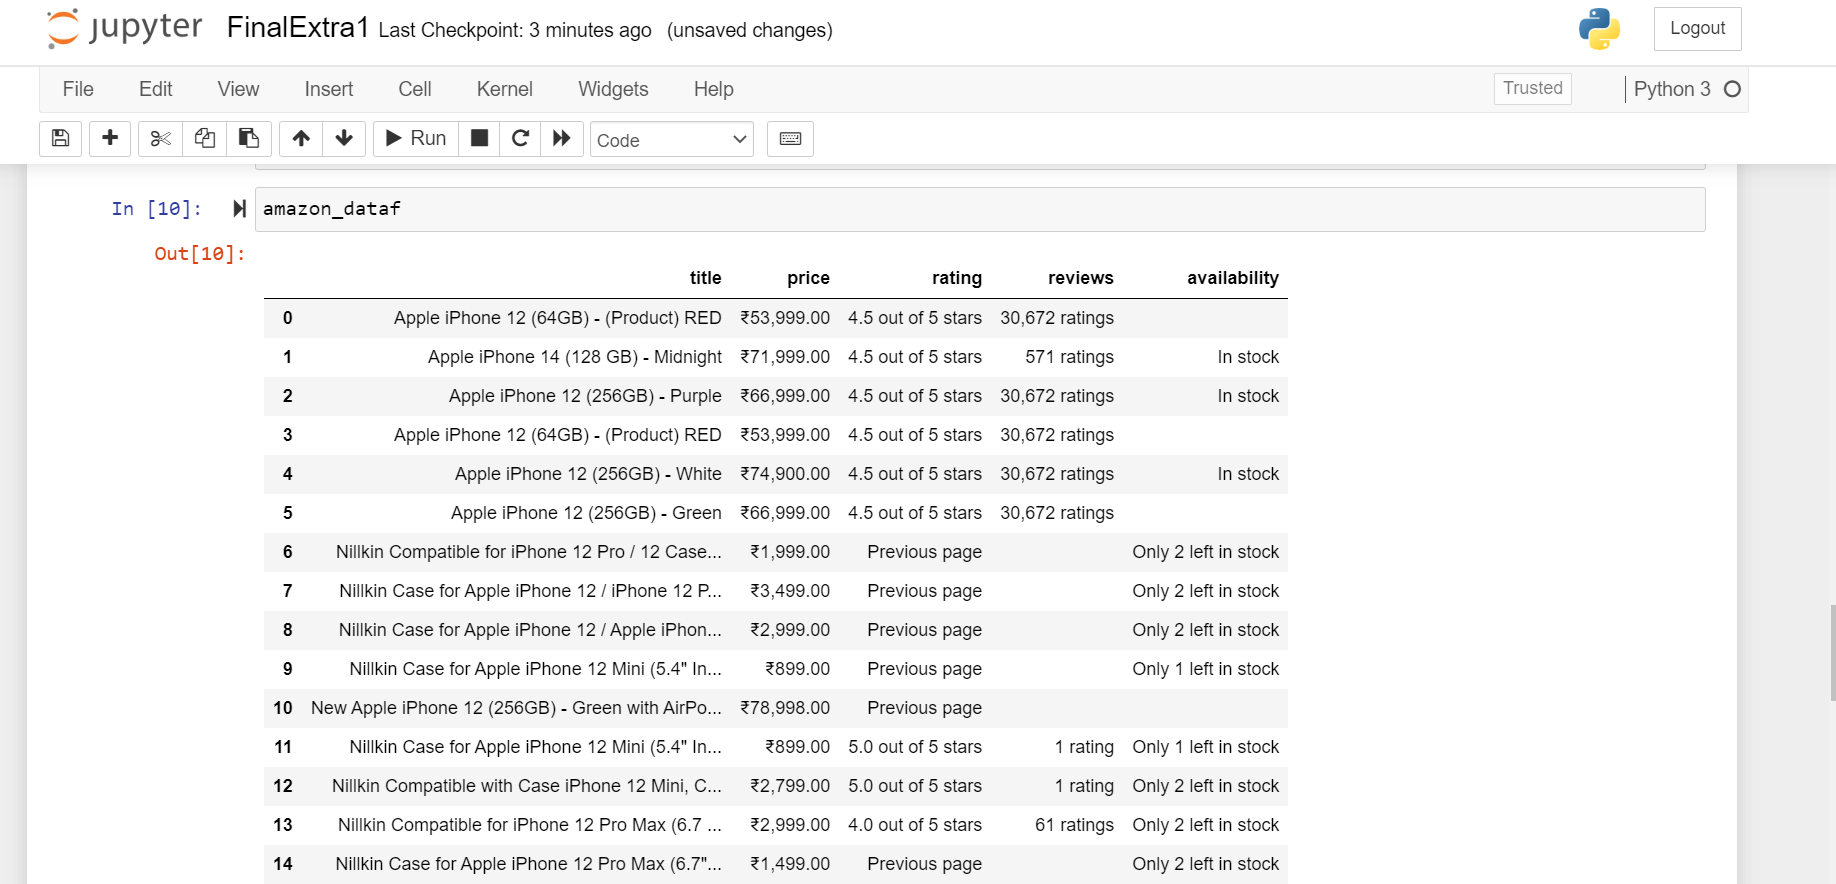 jupyter FinalExtra1 Last Checkpoint: 3 minutes ago (unsaved changes) Logout
File Edit View Insert Cell Kernel Widgets Help Trusted Python 3
Run Code
In [10]: amazon_dataf
Out[10]:
title price rating reviews availability
0 Apple iPhone 12 (64GB) - (Product) RED ₹53,999.00 4.5 out of 5 stars 30,672 ratings
1 Apple iPhone 14 (128 GB) - Midnight ₹71,999.00 4.5 out of 5 stars 571 ratings In stock
2 Apple iPhone 12 (256GB) - Purple ₹66,999.00 4.5 out of 5 stars 30,672 ratings In stock
3 Apple iPhone 12 (64GB) - (Product) RED ₹53,999.00 4.5 out of 5 stars 30,672 ratings
4 Apple iPhone 12 (256GB) - White ₹74,900.00 4.5 out of 5 stars 30,672 ratings In stock
5 Apple iPhone 12 (256GB) - Green ₹66,999.00 4.5 out of 5 stars 30,672 ratings
6 Nillkin Compatible for iPhone 12 Pro / 12 Case... ₹1,999.00 Previous page Only 2 left in stock
7 Nillkin Case for Apple iPhone 12 / iPhone 12 P... ₹3,499.00 Previous page Only 2 left in stock
8 Nillkin Case for Apple iPhone 12 / Apple iPhon... ₹2,999.00 Previous page Only 2 left in stock
9 Nillkin Case for Apple iPhone 12 Mini (5.4" In... ₹899.00 Previous page Only 1 left in stock
10 New Apple iPhone 12 (256GB) - Green with AirPo... ₹78,998.00 Previous page
11 Nillkin Case for Apple iPhone 12 Mini (5.4" In... ₹899.00 5.0 out of 5 stars 1 rating Only 1 left in stock
12 Nillkin Compatible with Case iPhone 12 Mini, C... ₹2,799.00 5.0 out of 5 stars 1 rating Only 2 left in stock
13 Nillkin Compatible for iPhone 12 Pro Max (6.7 ... ₹2,999.00 4.0 out of 5 stars 61 ratings Only 2 left in stock
14 Nillkin Case for Apple iPhone 12 Pro Max (6.7"... ₹1,499.00 Previous page Only 2 left in stock